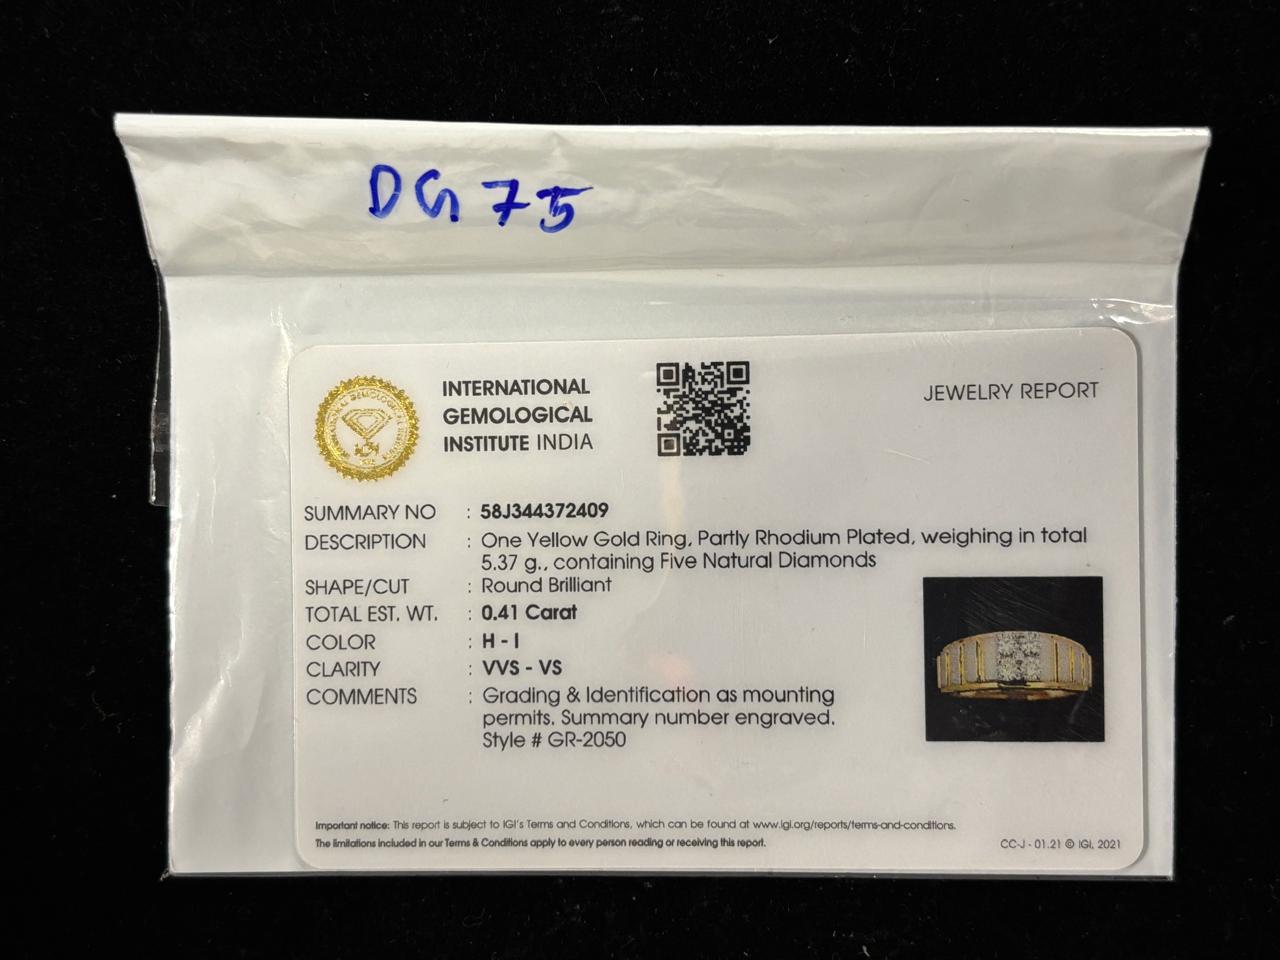 DG75
INTERNATIONAL
GEMOLOGICAL
INSTITUTE INDIA
JEWELRY REPORT
SUMMARY NO : 58J344372409
DESCRIPTION : One Yellow Gold Ring, Partly Rhodium Plated, weighing in total
5.37 g., containing Five Natural Diamonds
SHAPE/CUT : Round Brilliant
TOTAL EST. WT. : 0.41 Carat
COLOR : H - I
CLARITY : VVS - VS
COMMENTS : Grading & Identification as mounting
permits. Summary number engraved.
Style # GR-2050
Important notice: This report is subject to IGI's Terms and Conditions, which can be found at www.igi.org/reports/terms-and-conditions.
The limitations included in our Terms & Conditions apply to every person reading or receiving this report.
CC-J - 01.21 © IGI, 2021